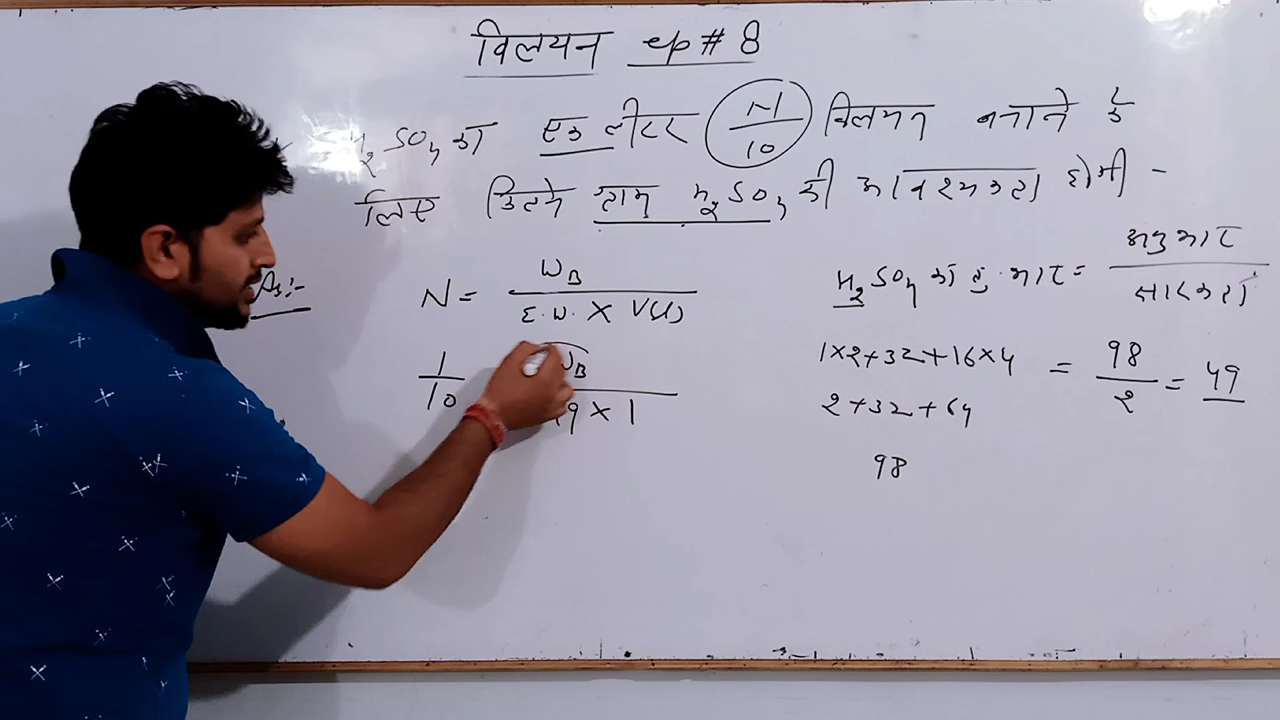 विलयन ep # 8
H₂SO₄ का एक लीटर N/10 विलयन बनाने के
लिए कितने ग्राम H₂SO₄ की आवश्यकता होगी -
As:-
N = W_B / E.W. × V(l)
1/10 W_B / 49 × 1
H₂SO₄ का तु. भार = अणुभार / क्षारकता
1×2+32+16×4 = 98/2 = 49
2+32+64
98